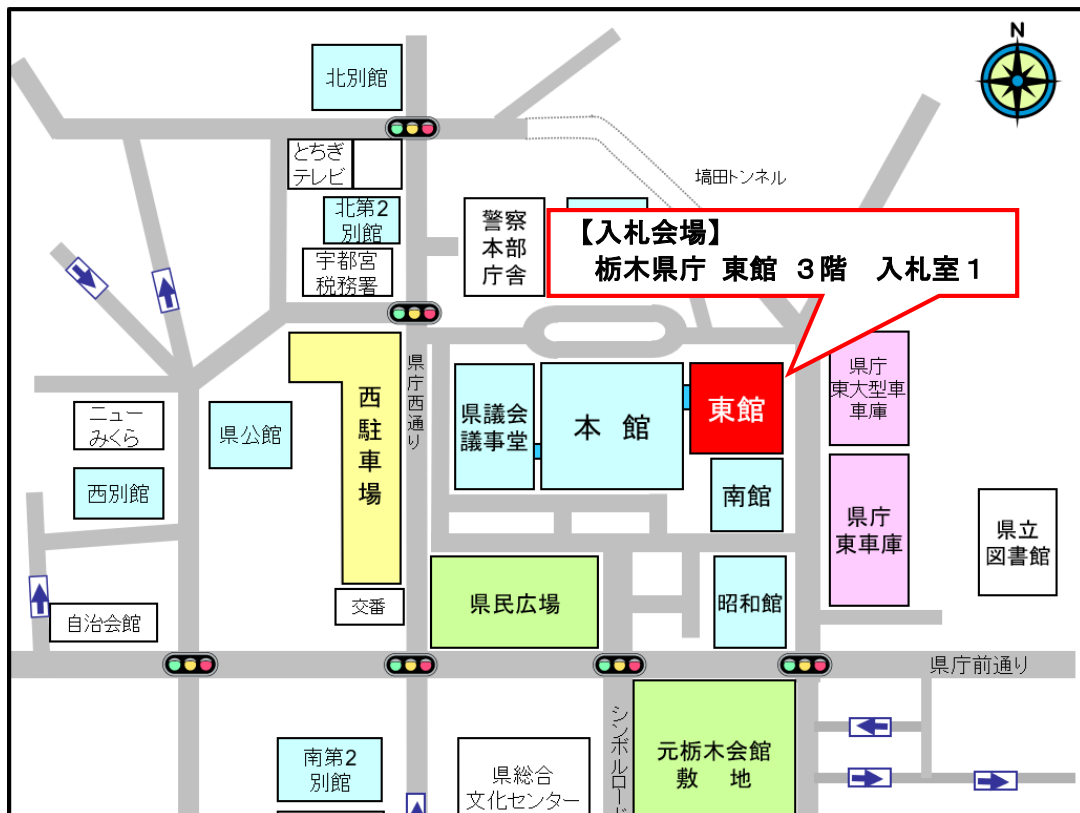 N
北別館
とちぎ
テレビ
塙田トンネル
北第2
別館
警察
本部
庁舎
【入札会場】
栃木県庁 東館 3階 入札室1
宇都宮
税務署
県庁西通り
西駐車場
県議会
議事堂
本館
東館
県庁
東大型車
車庫
ニュー
みくら
県公館
西別館
南館
県庁
東車庫
県立
図書館
交番
県民広場
昭和館
自治会館
県庁前通り
シンボルロード
南第2
別館
県総合
文化センター
元栃木会館
敷地